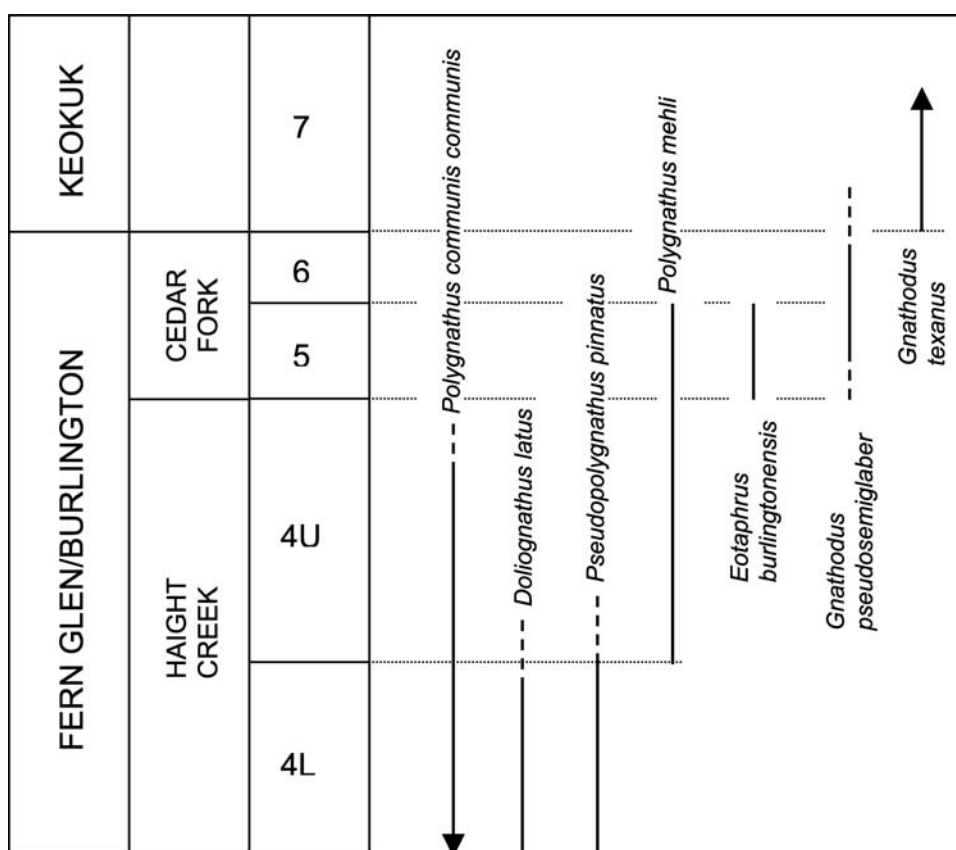 KEOKUK
FERN GLEN/BURLINGTON
CEDAR
FORK
HAIGHT
CREEK
7
6
5
4U
4L
Polygnathus communis communis
Doliognathus latus
Pseudopolygnathus pinnatus
Polygnathus mehli
Eotaphrus
burlingtonensis
Gnathodus
pseudosemiglaber
Gnathodus
texanus